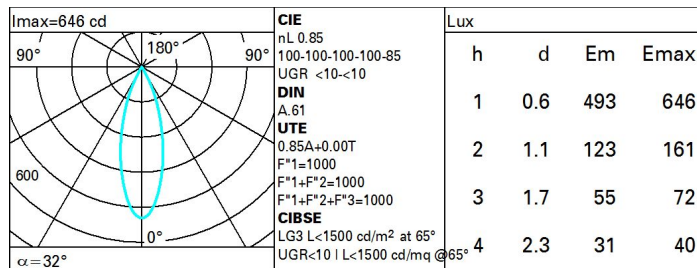 Imax=646 cd
90° 180° 90°
600
0°
α=32°
CIE
nL 0.85
100-100-100-100-85
UGR <10-<10
DIN
A.61
UTE
0.85A+0.00T
F"1=1000
F"1+F"2=1000
F"1+F"2+F"3=1000
CIBSE
LG3 L<1500 cd/m² at 65°
UGR<10 | L<1500 cd/mq @65°
Lux
h d Em Emax
1 0.6 493 646
2 1.1 123 161
3 1.7 55 72
4 2.3 31 40